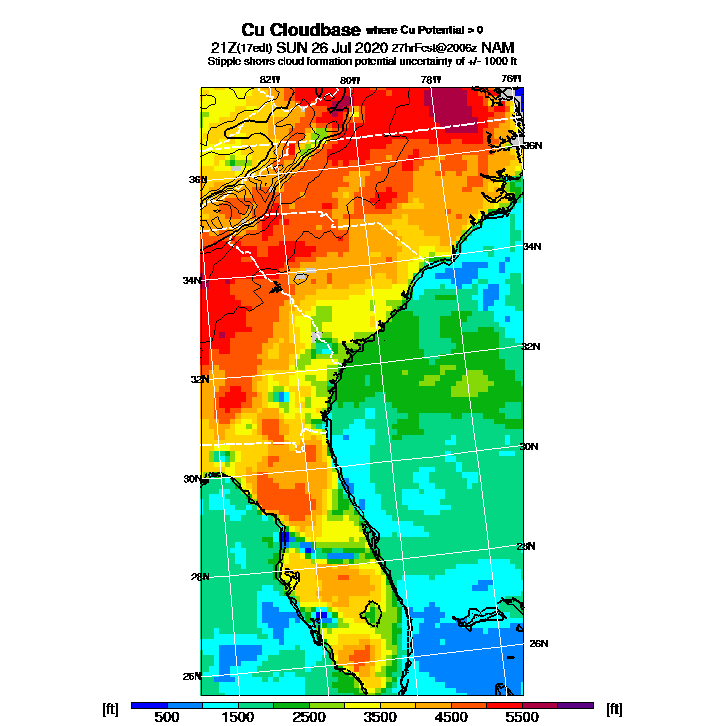 Cu Cloudbase where Cu Potential > 0
21Z(17edt) SUN 26 Jul 2020 27hrFcst@2006z NAM
Stipple shows cloud formation potential uncertainty of +/- 1000 ft
82W 80W 78W 76W
36N
36N
34N
34N
32N
32N
30N
30N
28N
28N
26N
26N
[ft] 500 1500 2500 3500 4500 5500 [ft]